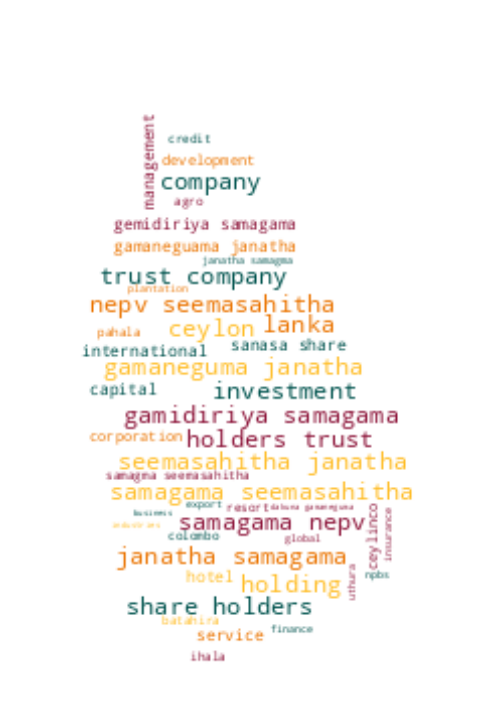 management
credit
development
company
agro
gemidiriya samagama
gamaneguama janatha
janatha samagma
trust company
plantation
nepv seemasahitha
pahala
ceylon
lanka
international
sanasa share
gamaneguma janatha
capital
investment
gamidiriya samagama
corporation
holders trust
seemasahitha janatha
samagma seemasahitha
samagama seemasahitha
export
resort
dakuna gamaneguma
business
industries
samagama nepv
ceylinco
insurance
colombo
global
janatha samagama
hotel
holding
uthura
npbs
share holders
batahira
service
finance
ihala